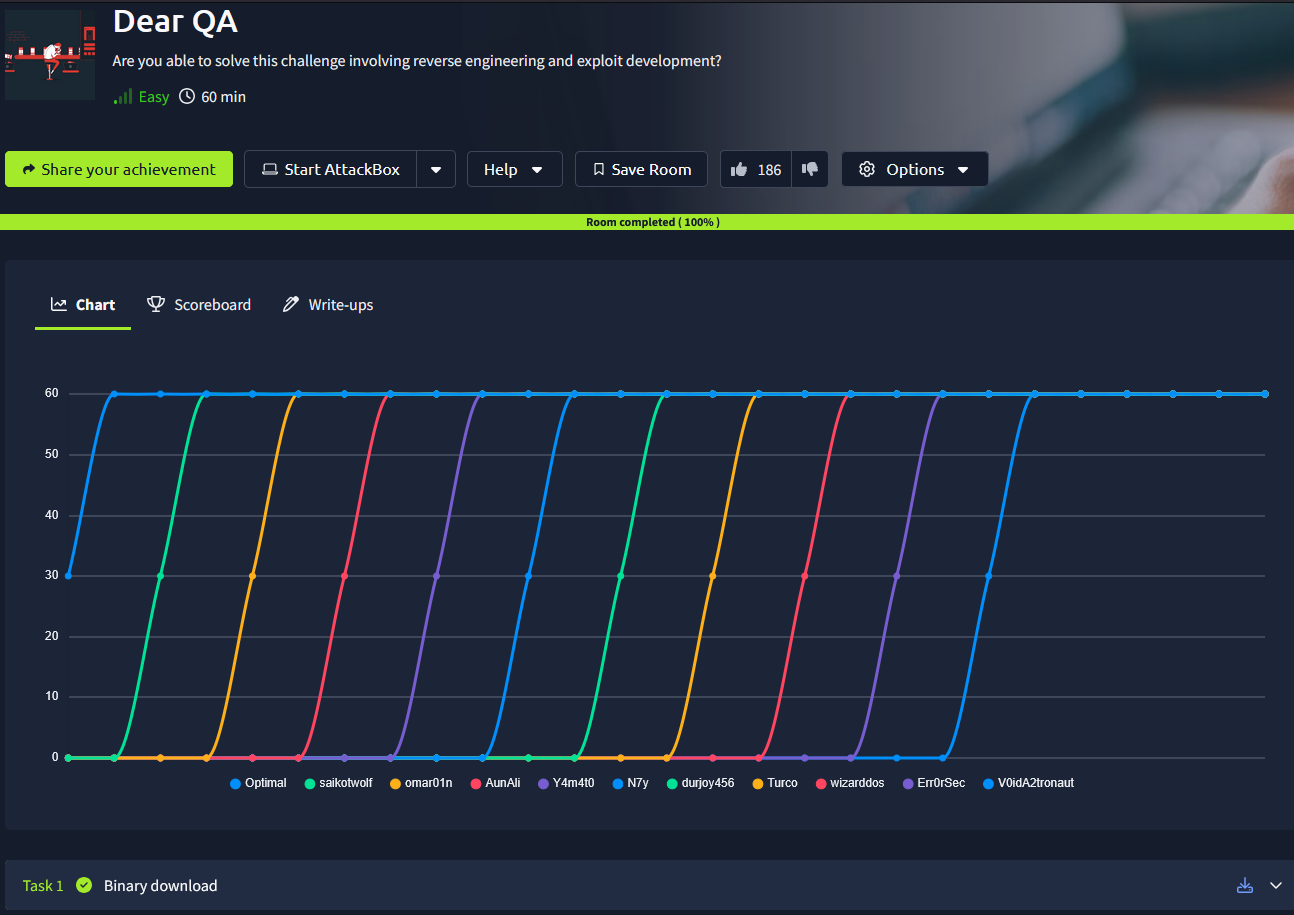 Dear QA
Are you able to solve this challenge involving reverse engineering and exploit development?
Easy 60 min
Share your achievement Start AttackBox Help Save Room 186 Options
Room completed ( 100% )
Chart Scoreboard Write-ups
60
50
40
30
20
10
0
Optimal saikotwolf omar01n AunAli Y4m4t0 N7y durjoy456 Turco wizarddos Err0rSec V0idA2tronaut
Task 1 Binary download